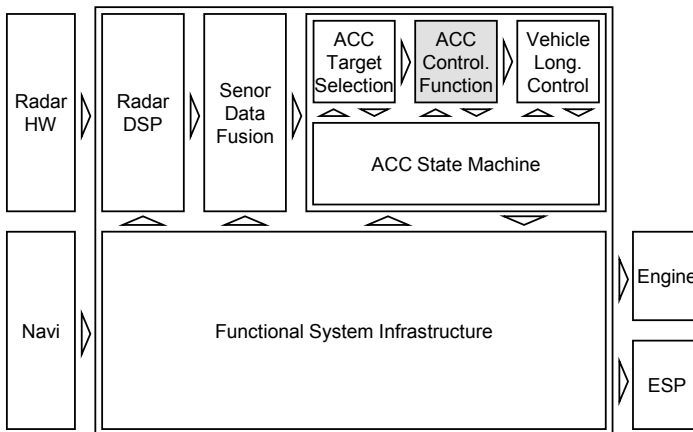 Radar
HW
Radar
DSP
Senor
Data
Fusion
ACC
Target
Selection
ACC
Control.
Function
Vehicle
Long.
Control
ACC State Machine
Navi
Functional System Infrastructure
Engine
ESP